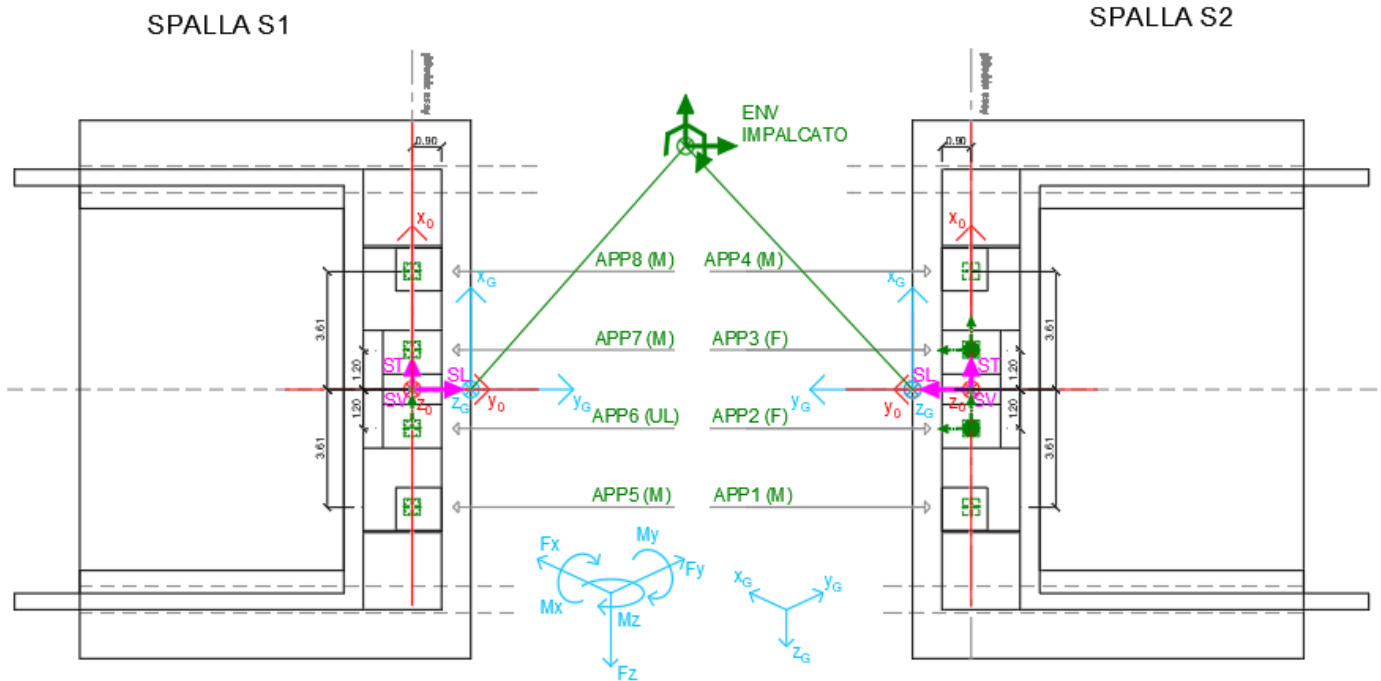 SPALLA S1
SPALLA S2
ENV
IMPALCATO
0.90
0.90
x0
x0
APP8 (M)
APP4 (M)
xG
xG
3.61
3.61
APP7 (M)
APP3 (F)
1.20
1.20
ST
ST
SL
SL
SV
SV
z0
zG
y0
yG
yG
y0
zG
z0
1.20
1.20
APP6 (UL)
APP2 (F)
3.61
3.61
APP5 (M)
APP1 (M)
Fx
My
Fy
Mx
Mz
Fz
xG
yG
zG